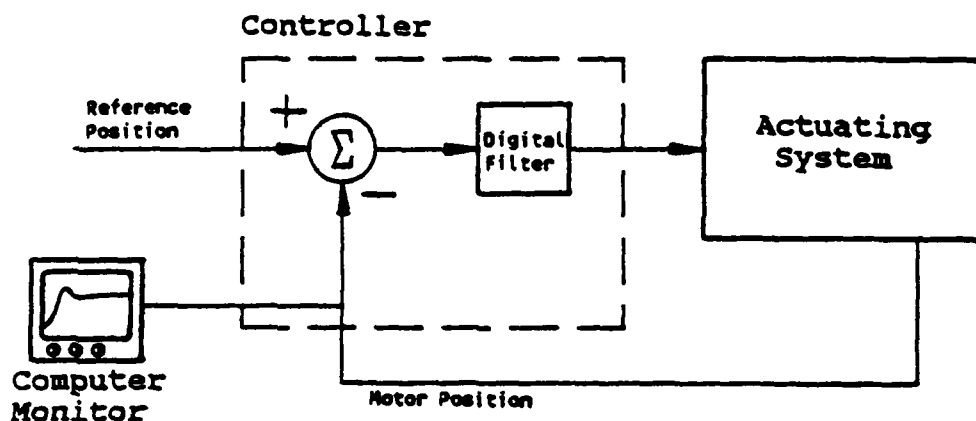 Controller
Reference
Position
+
Σ
−
Digital
Filter
Actuating
System
Computer
Monitor
Motor Position